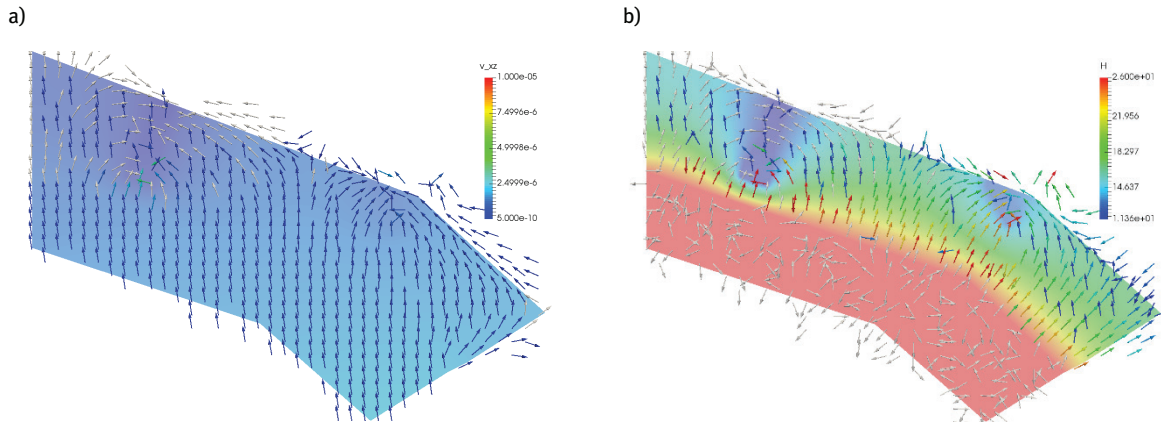 a)
v_xz
1.000e-05
7.4996e-6
4.9998e-6
2.4999e-6
5.000e-10
b)
H
2.600e+01
21.956
18.297
14.637
1.136e+01